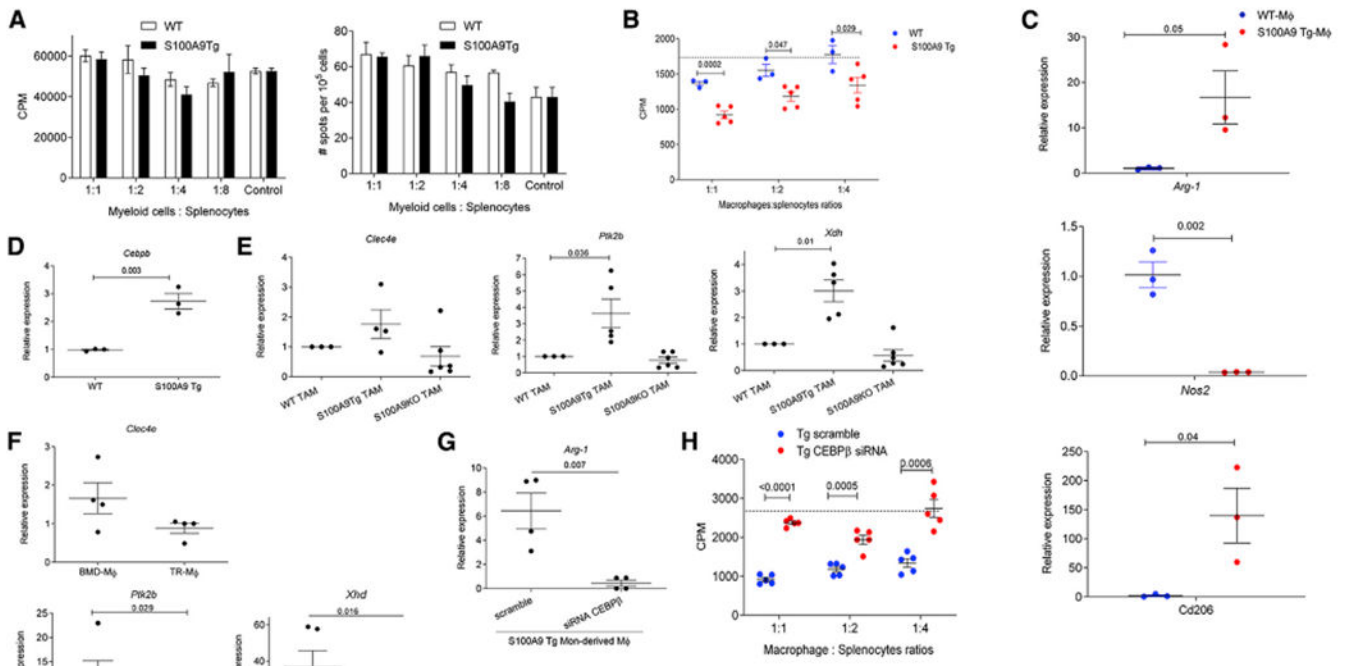 A
WT
S100A9Tg
CPM
60000
40000
20000
0
1:1 1:2 1:4 1:8 Control
Myeloid cells : Splenocytes
WT
S100A9Tg
# spots per 10⁵ cells
80
60
40
20
0
1:1 1:2 1:4 1:8 Control
Myeloid cells : Splenocytes
B
WT
S100A9 Tg
CPM
2000
1500
1000
500
0
0.0002
0.047
0.029
1:1 1:2 1:4
Macrophages:splenocytes ratios
C
WT-Mϕ
S100A9 Tg-Mϕ
Relative expression
30
20
10
0
0.05
Arg-1
Relative expression
1.5
1.0
0.5
0.0
0.002
Nos2
Relative expression
250
200
150
100
50
0
0.04
Cd206
D
Cebpb
Relative expression
4
3
2
1
0
0.003
WT S100A9 Tg
E
Clec4e
Relative expression
4
3
2
1
0
WT TAM
S100A9Tg TAM
S100A9KO TAM
Ptk2b
Relative expression
7
6
5
4
3
2
1
0
0.036
WT TAM
S100A9Tg TAM
S100A9KO TAM
Xdh
Relative expression
4
3
2
1
0
0.01
WT TAM
S100A9Tg TAM
S100A9KO TAM
F
Clec4e
Relative expression
3
2
1
0
BMD-Mϕ TR-Mϕ
Ptk2b
0.029
25
20
15
Xhd
0.016
60
40
G
Arg-1
Relative expression
10
8
6
4
2
0
0.007
scramble
siRNA CEBPβ
S100A9 Tg Mon-derived Mϕ
H
Tg scramble
Tg CEBPβ siRNA
CPM
4000
3000
2000
1000
0
<0.0001
0.0005
0.0006
1:1 1:2 1:4
Macrophage : Splenocytes ratios